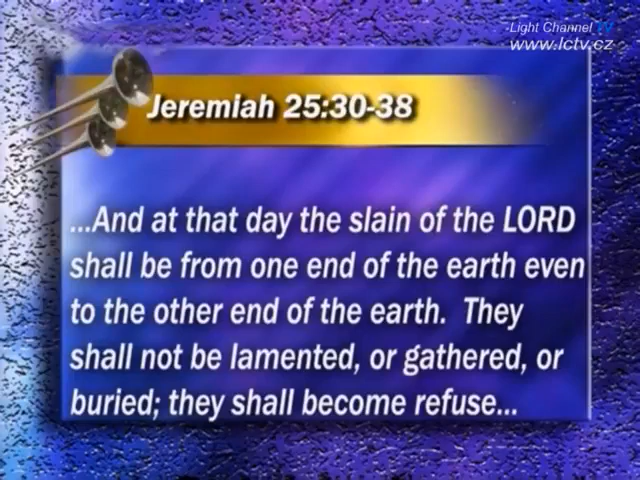 Light Channel TV
www.lctv.cz
Jeremiah 25:30-38
...And at that day the slain of the LORD
shall be from one end of the earth even
to the other end of the earth. They
shall not be lamented, or gathered, or
buried; they shall become refuse...